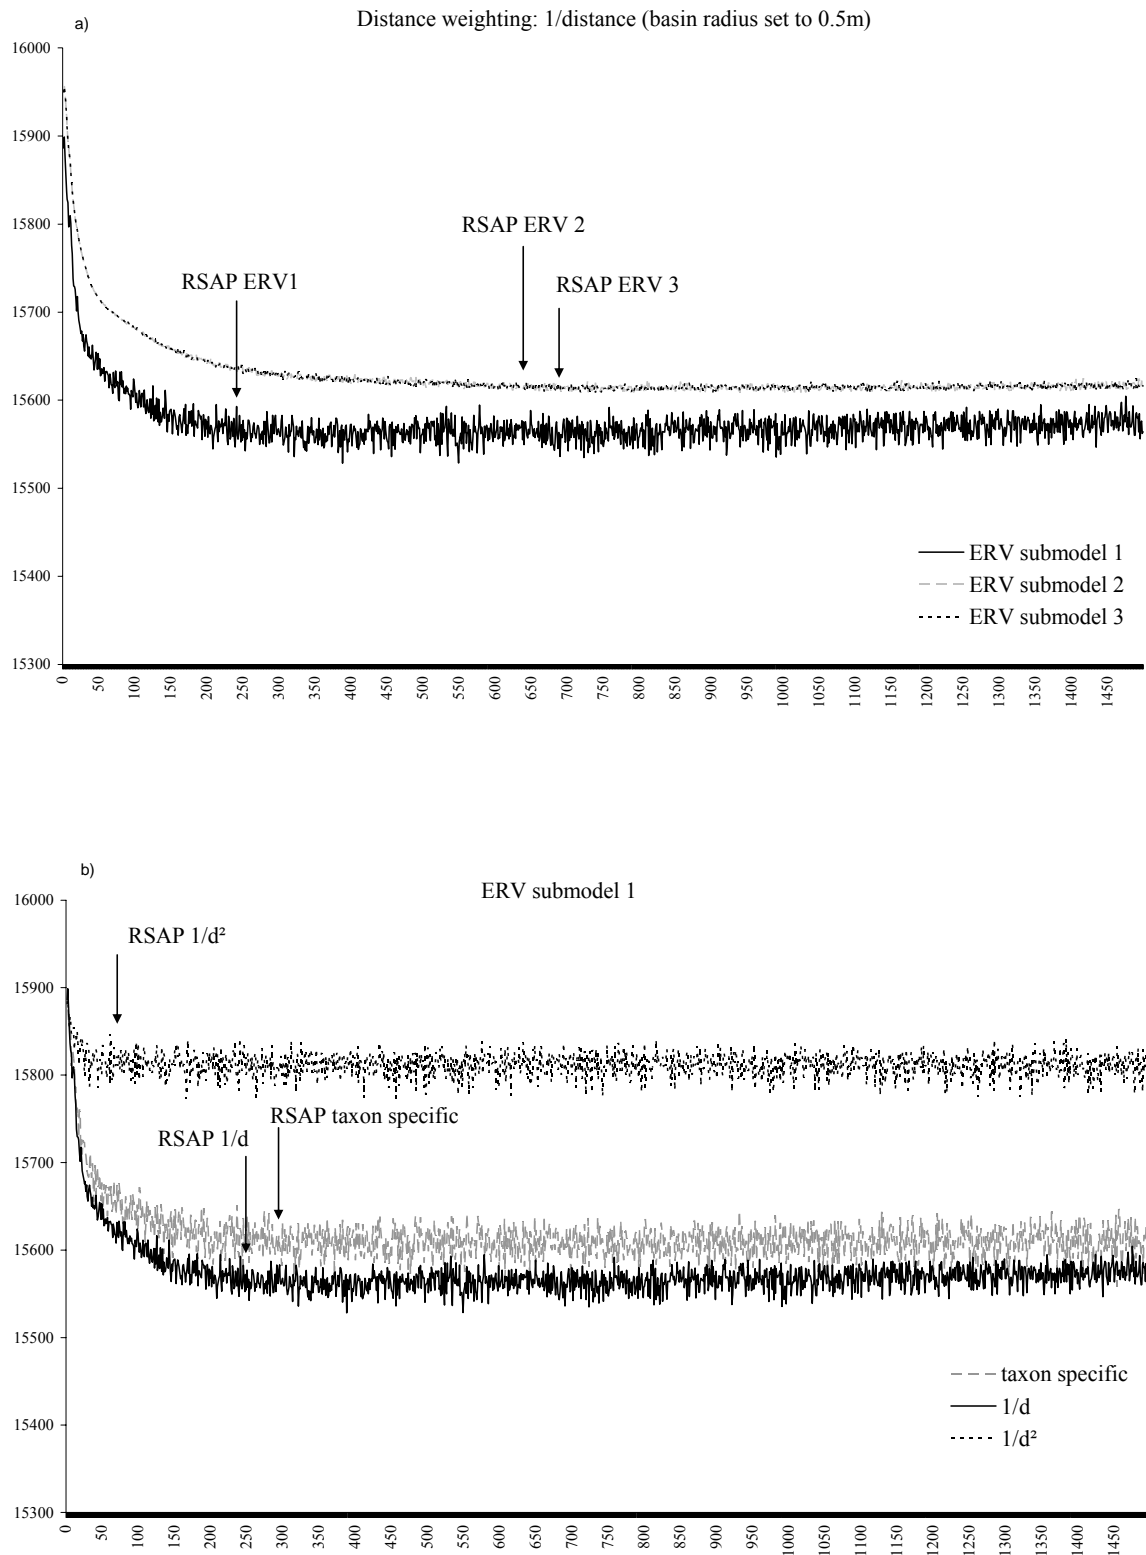 a)
Distance weighting: 1/distance (basin radius set to 0.5m)
16000
15900
15800
15700
15600
15500
15400
15300
RSAP ERV1
RSAP ERV 2
RSAP ERV 3
ERV submodel 1
ERV submodel 2
ERV submodel 3
0 50 100 150 200 250 300 350 400 450 500 550 600 650 700 750 800 850 900 950 1000 1050 1100 1150 1200 1250 1300 1350 1400 1450
b)
ERV submodel 1
16000
15900
15800
15700
15600
15500
15400
15300
RSAP 1/d²
RSAP taxon specific
RSAP 1/d
taxon specific
1/d
1/d²
0 50 100 150 200 250 300 350 400 450 500 550 600 650 700 750 800 850 900 950 1000 1050 1100 1150 1200 1250 1300 1350 1400 1450